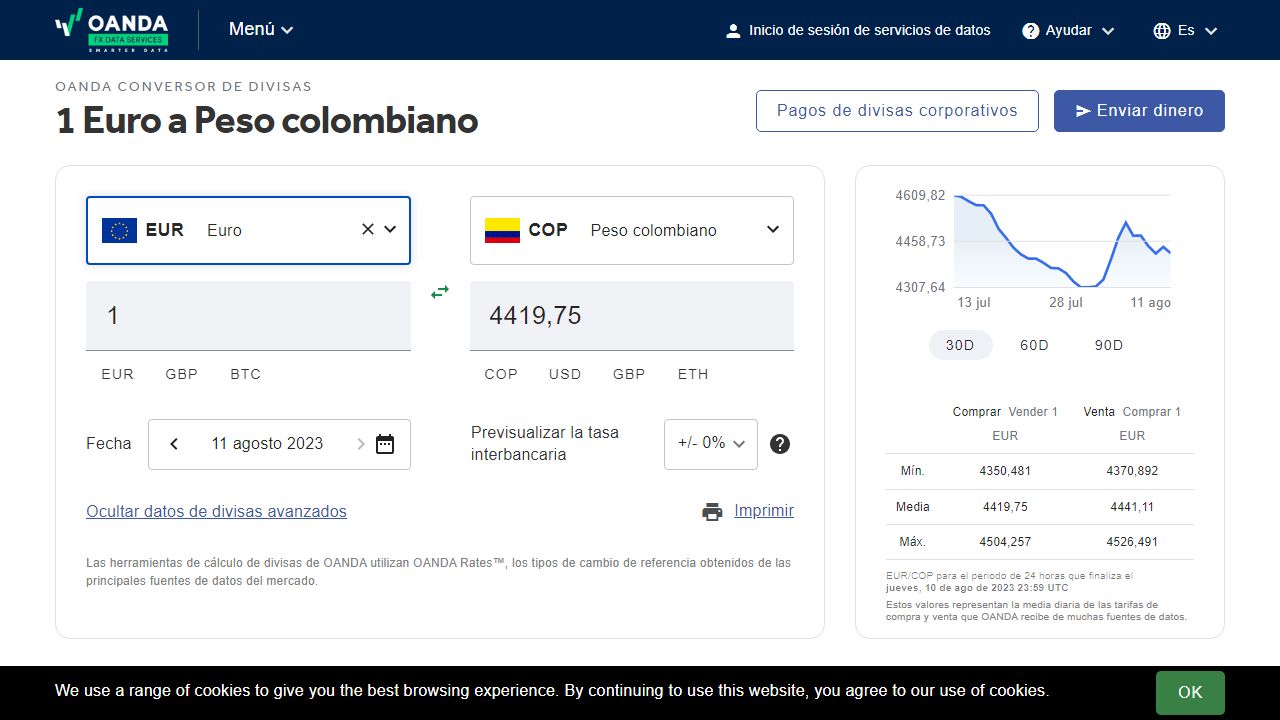 OANDA
FX DATA SERVICES
SMARTER DATA
Menú
Inicio de sesión de servicios de datos
Ayudar
Es
OANDA CONVERSOR DE DIVISAS
1 Euro a Peso colombiano
Pagos de divisas corporativos
Enviar dinero
EUR Euro
COP Peso colombiano
1
4419,75
EUR GBP BTC
COP USD GBP ETH
Fecha
11 agosto 2023
Previsualizar la tasa
interbancaria
+/- 0%
Ocultar datos de divisas avanzados
Imprimir
Las herramientas de cálculo de divisas de OANDA utilizan OANDA Rates™, los tipos de cambio de referencia obtenidos de las
principales fuentes de datos del mercado.
4609,82
4458,73
4307,64
13 jul 28 jul 11 ago
30D 60D 90D
Comprar Vender 1 EUR
Venta Comprar 1 EUR
Mín. 4350,481 4370,892
Media 4419,75 4441,11
Máx. 4504,257 4526,491
EUR/COP para el periodo de 24 horas que finaliza el
jueves, 10 de ago de 2023 23:59 UTC
Estos valores representan la media diaria de las tarifas de
compra y venta que OANDA recibe de muchas fuentes de datos.
We use a range of cookies to give you the best browsing experience. By continuing to use this website, you agree to our use of cookies.
OK